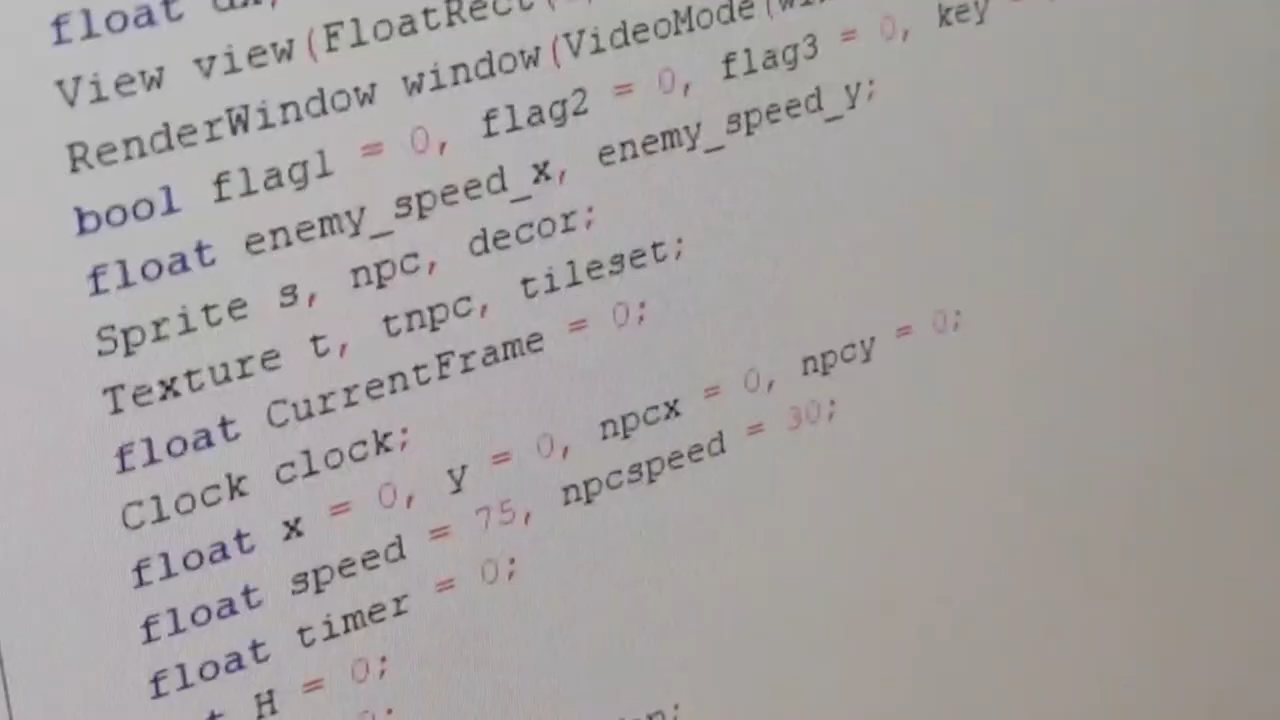 float
View view(FloatRect(
RenderWindow window(VideoMode(
bool flag1 = 0, flag2 = 0, flag3 = 0, key
float enemy_speed_x, enemy_speed_y;
Sprite s, npc, decor;
Texture t, tnpc, tileset;
float CurrentFrame = 0;
Clock clock;
float x = 0, y = 0, npcx = 0, npcy = 0;
float speed = 75, npcspeed = 30;
float timer = 0;
H = 0;